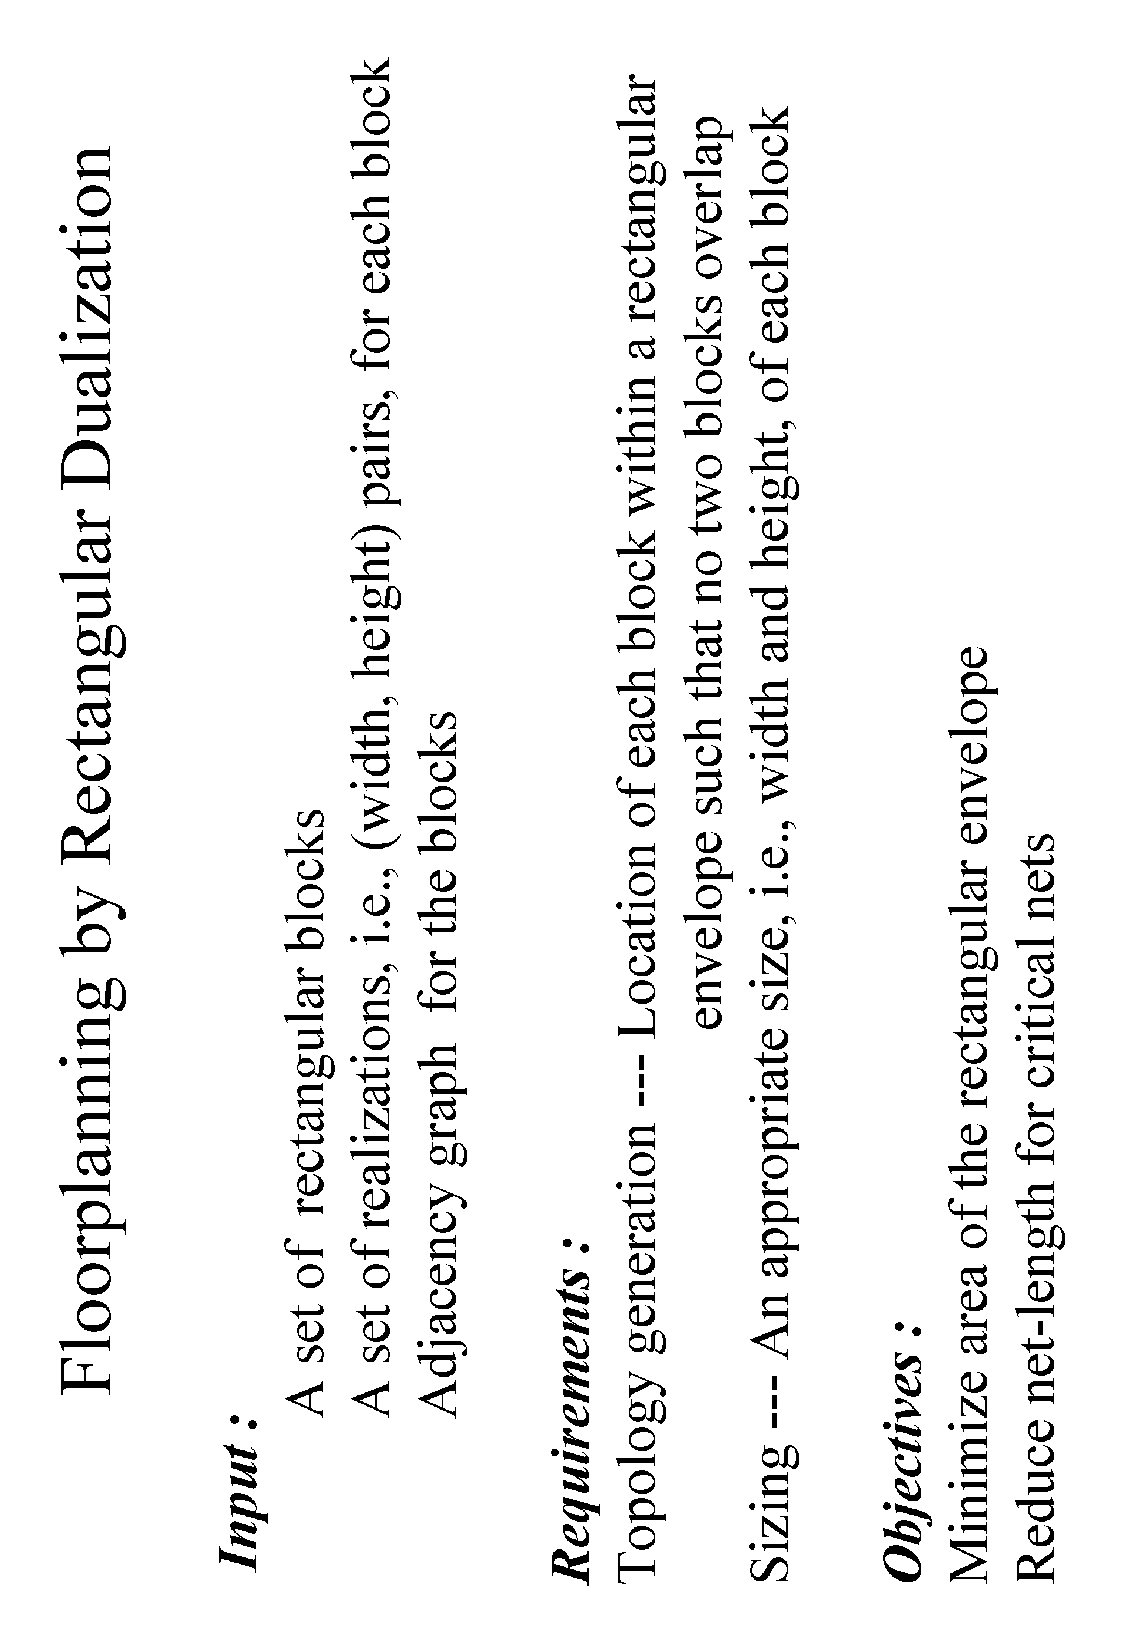 Floorplanning by Rectangular Dualization
Input :
A set of rectangular blocks
A set of realizations, i.e., (width, height) pairs, for each block
Adjacency graph for the blocks
Requirements :
Topology generation --- Location of each block within a rectangular
envelope such that no two blocks overlap
Sizing --- An appropriate size, i.e., width and height, of each block
Objectives :
Minimize area of the rectangular envelope
Reduce net-length for critical nets